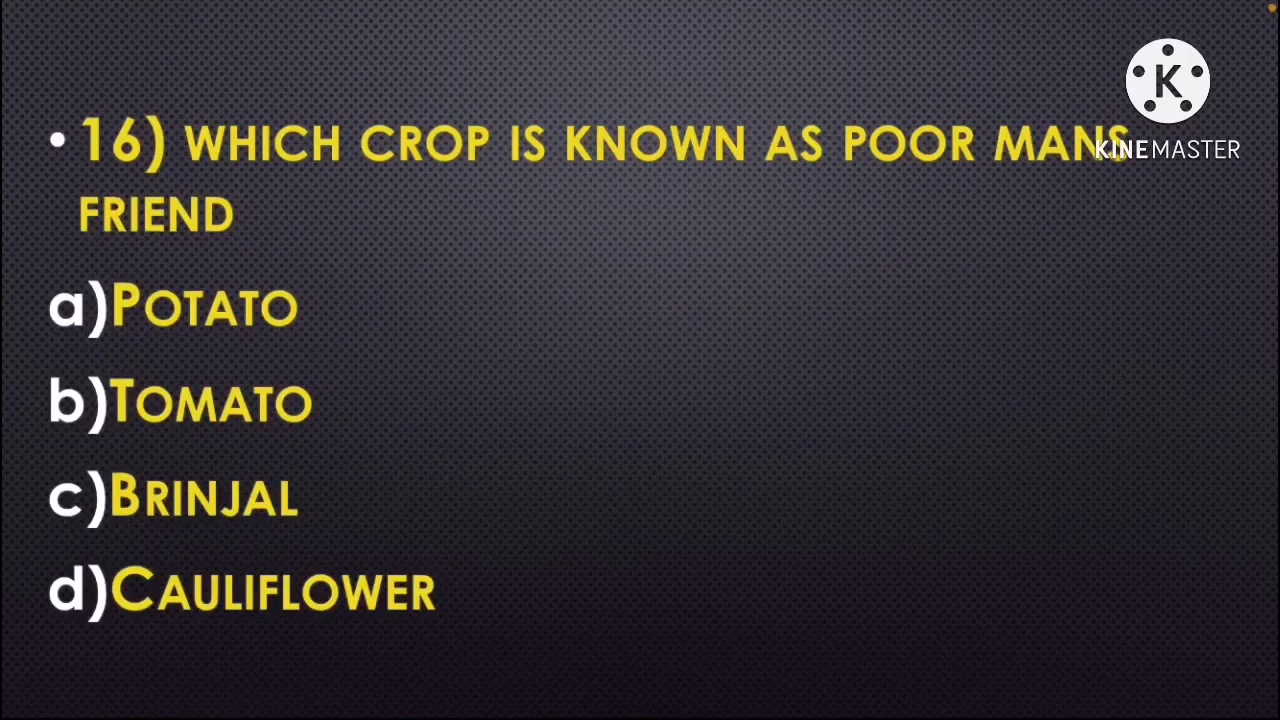 • 16) WHICH CROP IS KNOWN AS POOR MANS
FRIEND
a)POTATO
b)TOMATO
c)BRINJAL
d)CAULIFLOWER
K
KINEMASTER